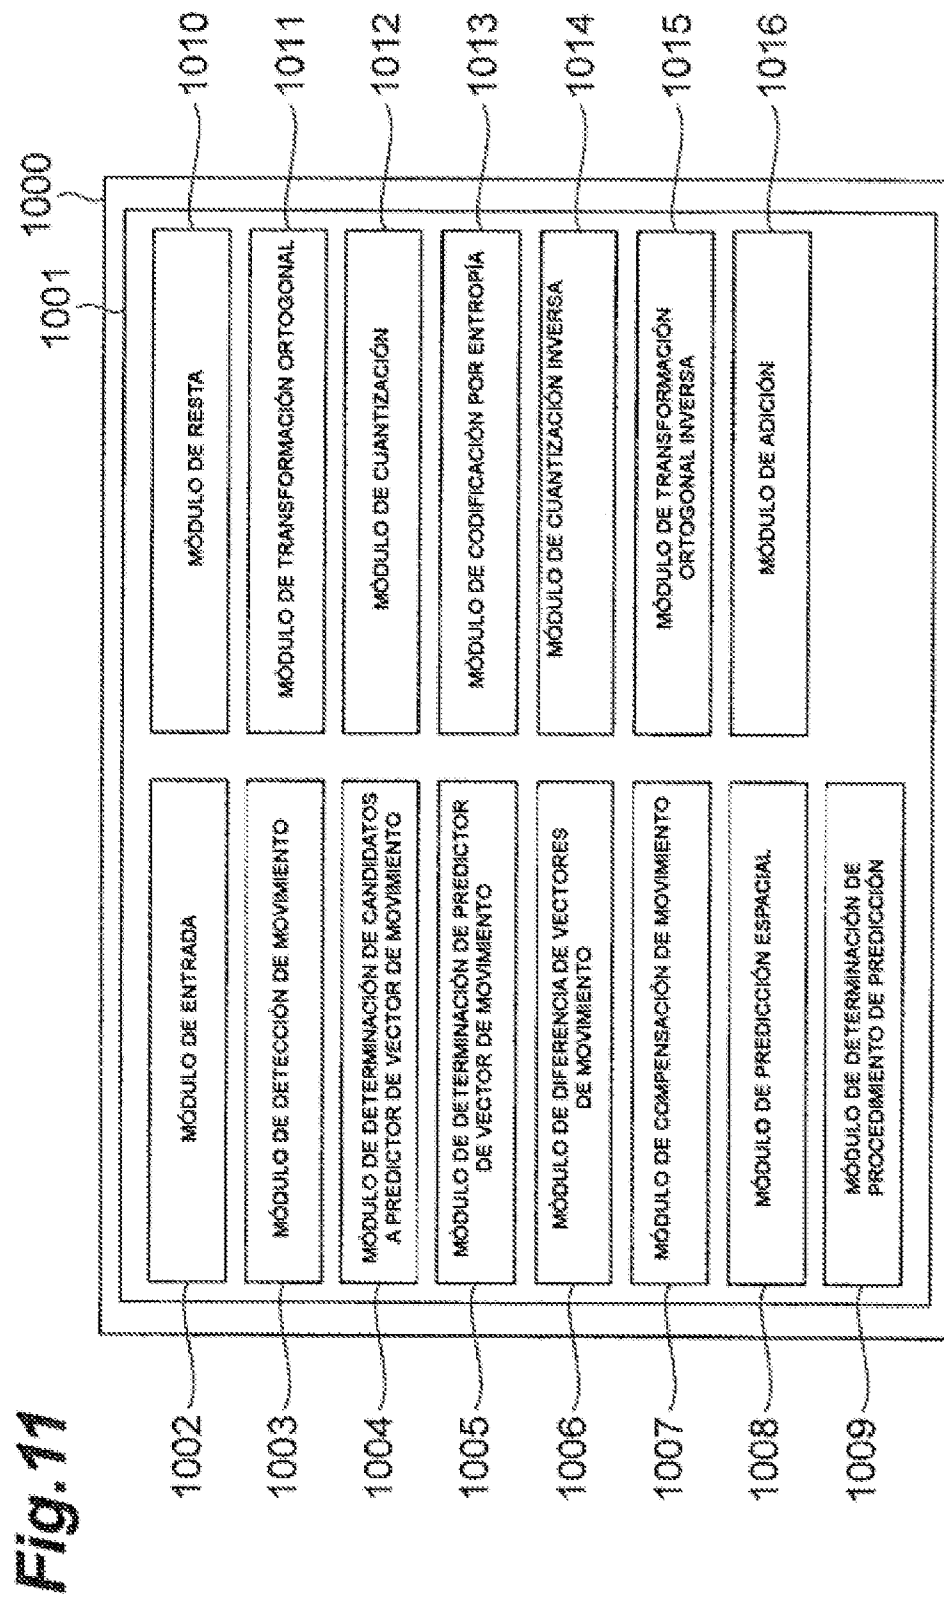 Fig.11
1000
1001
1002
MÓDULO DE ENTRADA
1003
MÓDULO DE DETECCIÓN DE MOVIMIENTO
1004
MÓDULO DE DETERMINACIÓN DE CANDIDATOS
A PREDICTOR DE VECTOR DE MOVIMIENTO
1005
MÓDULO DE DETERMINACIÓN DE PREDICTOR
DE VECTOR DE MOVIMIENTO
1006
MÓDULO DE DIFERENCIA DE VECTORES
DE MOVIMIENTO
1007
MÓDULO DE COMPENSACIÓN DE MOVIMIENTO
1008
MÓDULO DE PREDICCIÓN ESPACIAL
1009
MÓDULO DE DETERMINACIÓN DE
PROCEDIMIENTO DE PREDICCIÓN
MÓDULO DE RESTA
1010
MÓDULO DE TRANSFORMACIÓN ORTOGONAL
1011
MÓDULO DE CUANTIZACIÓN
1012
MÓDULO DE CODIFICACIÓN POR ENTROPÍA
1013
MÓDULO DE CUANTIZACIÓN INVERSA
1014
MÓDULO DE TRANSFORMACIÓN
ORTOGONAL INVERSA
1015
MÓDULO DE ADICIÓN
1016